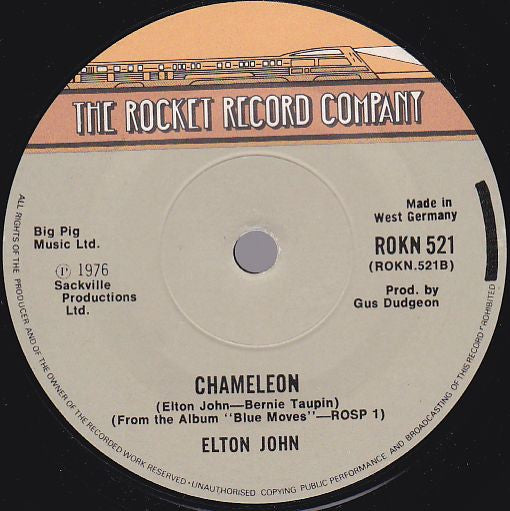 THE ROCKET RECORD COMPANY
Big Pig
Music Ltd.
Ⓟ 1976
Sackville
Productions
Ltd.
Made in
West Germany
ROKN 521
(ROKN.521B)
Prod. by
Gus Dudgeon
CHAMELEON
(Elton John—Bernie Taupin)
(From the Album "Blue Moves"—ROSP 1)
ELTON JOHN
ALL RIGHTS OF THE PRODUCER AND OF THE OWNER OF THE RECORDED WORK RESERVED • UNAUTHORISED COPYING PUBLIC PERFORMANCE AND BROADCASTING OF THIS RECORD PROHIBITED